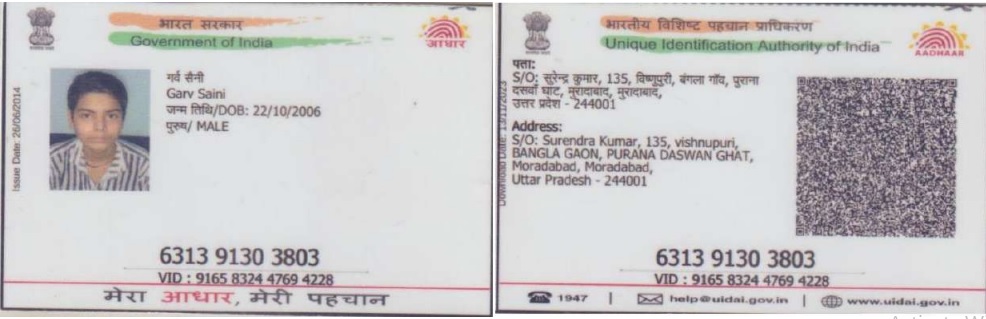 भारत सरकार
Government of India
आधार
Issue Date: 26/06/2014
गर्व सैनी
Garv Saini
जन्म तिथि/DOB: 22/10/2006
पुरुष/ MALE
6313 9130 3803
VID : 9165 8324 4769 4228
मेरा आधार, मेरी पहचान
भारतीय विशिष्ट पहचान प्राधिकरण
Unique Identification Authority of India
AADHAAR
पता:
S/O: सुरेन्द्र कुमार, 135, विष्णुपुरी, बंगला गॉव, पुराना
दसवाँ घाट, मुरादाबाद, मुरादाबाद,
उत्तर प्रदेश - 244001
Address:
S/O: Surendra Kumar, 135, vishnupuri,
BANGLA GAON, PURANA DASWAN GHAT,
Moradabad, Moradabad,
Uttar Pradesh - 244001
6313 9130 3803
VID : 9165 8324 4769 4228
1947 | help@uidai.gov.in | www.uidai.gov.in